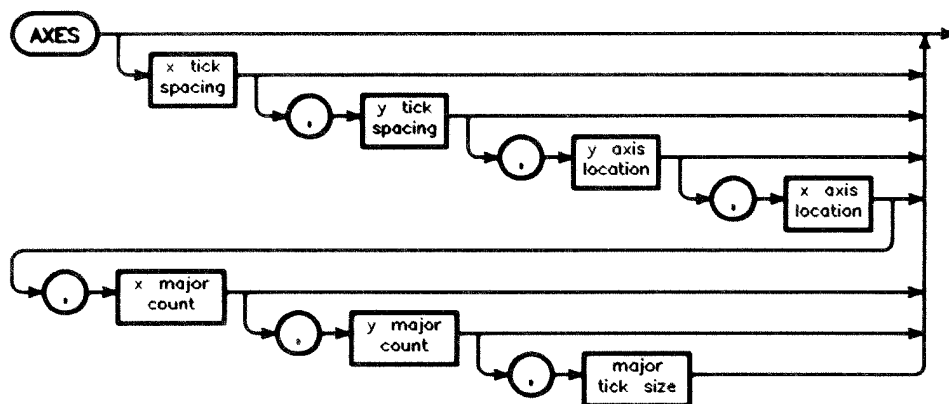 AXES
x tick
spacing
,
y tick
spacing
,
y axis
location
,
x axis
location
,
x major
count
,
y major
count
,
major
tick size